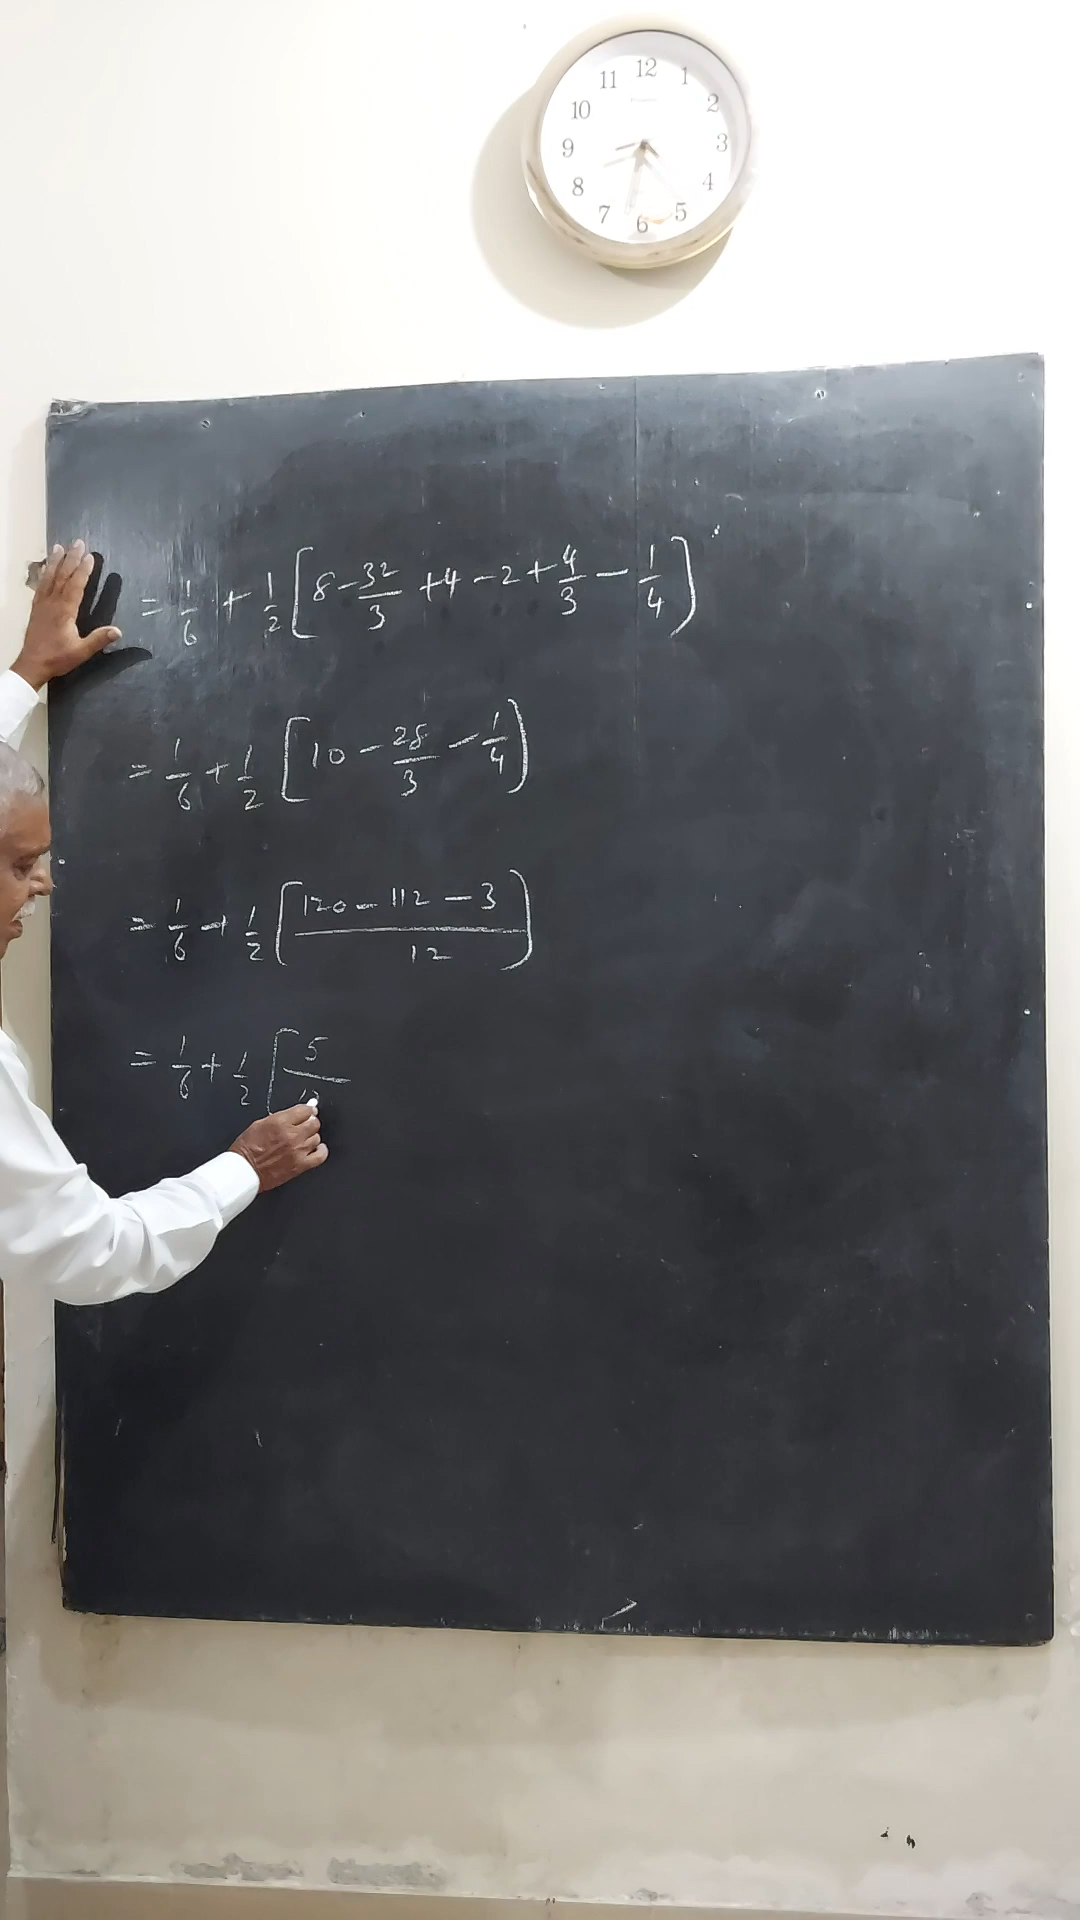 11 12 1
10 2
9 3
8 4
7 6 5
= 1/6 + 1/2 [8 - 32/3 + 4 - 2 + 4/3 - 1/4]
= 1/6 + 1/2 [10 - 28/3 - 1/4]
= 1/6 + 1/2 [120 - 112 - 3 / 12]
= 1/6 + 1/2 [5